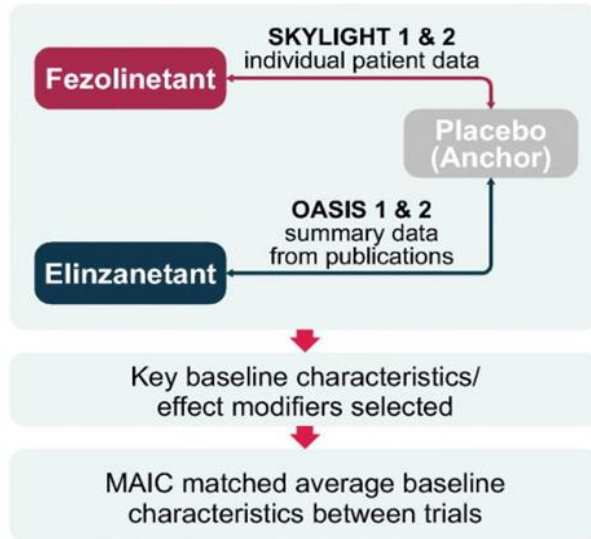 SKYLIGHT 1 & 2
individual patient data
Fezolinetant
Placebo
(Anchor)
OASIS 1 & 2
summary data
from publications
Elinzanetant
Key baseline characteristics/
effect modifiers selected
MAIC matched average baseline
characteristics between trials